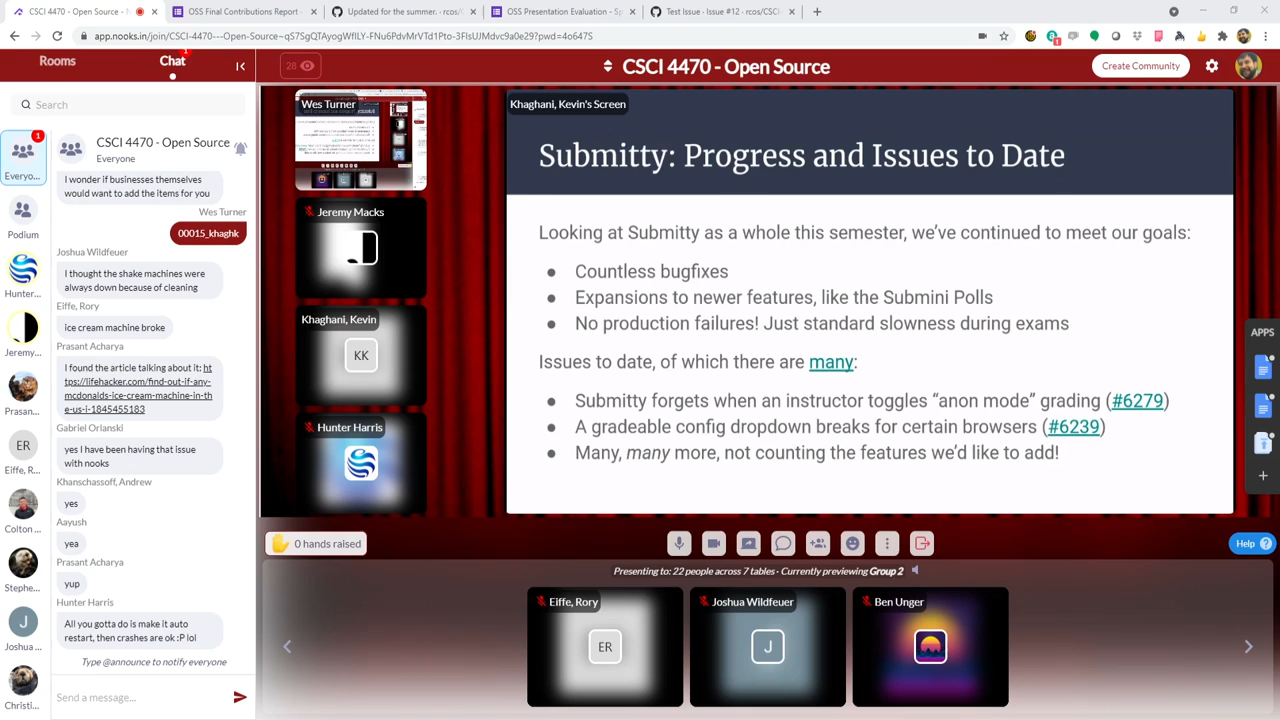 CSCI 4470 - Open Source - N
OSS Final Contributions Report -
Updated for the summer. · rcos/
OSS Presentation Evaluation - Sp
Test Issue · Issue #12 · rcos/CSC
app.nooks.in/join/CSCI-4470---Open-Source~qS7SgQTAyogWfILY-FNu6PdvMrVTd1Pto-3FIsUJMdvc9a0e29?pwd=4o647S
Rooms
Chat
1
28
CSCI 4470 - Open Source
Create Community
Search
1
Everyo...
Podium
Hunter...
Jeremy...
Prasan...
ER
Eiffe, R...
Colton ...
Stephe...
J
Joshua ...
Christi...
CSCI 4470 - Open Source
Everyone
I wonder if businesses themselves
would want to add the items for you
Wes Turner
00015_khaghk
Joshua Wildfeuer
I thought the shake machines were
always down because of cleaning
Eiffe, Rory
ice cream machine broke
Prasant Acharya
I found the article talking about it: ht
tps://lifehacker.com/find-out-if-any-
mcdonalds-ice-cream-machine-in-th
e-us-i-1845455183
Gabriel Orlanski
yes I have been having that issue
with nooks
Khanschassoff, Andrew
yes
Aayush
yea
Prasant Acharya
yup
Hunter Harris
All you gotta do is make it auto
restart, then crashes are ok :P lol
Type @announce to notify everyone
Send a message...
Wes Turner
Jeremy Macks
Khaghani, Kevin
KK
Hunter Harris
Khaghani, Kevin's Screen
Submitty: Progress and Issues to Date
Looking at Submitty as a whole this semester, we've continued to meet our goals:
● Countless bugfixes
● Expansions to newer features, like the Submini Polls
● No production failures! Just standard slowness during exams
Issues to date, of which there are many:
● Submitty forgets when an instructor toggles “anon mode” grading (#6279)
● A gradeable config dropdown breaks for certain browsers (#6239)
● Many, many more, not counting the features we'd like to add!
APPS
0 hands raised
Help
Presenting to: 22 people across 7 tables · Currently previewing Group 2
Eiffe, Rory
ER
Joshua Wildfeuer
J
Ben Unger